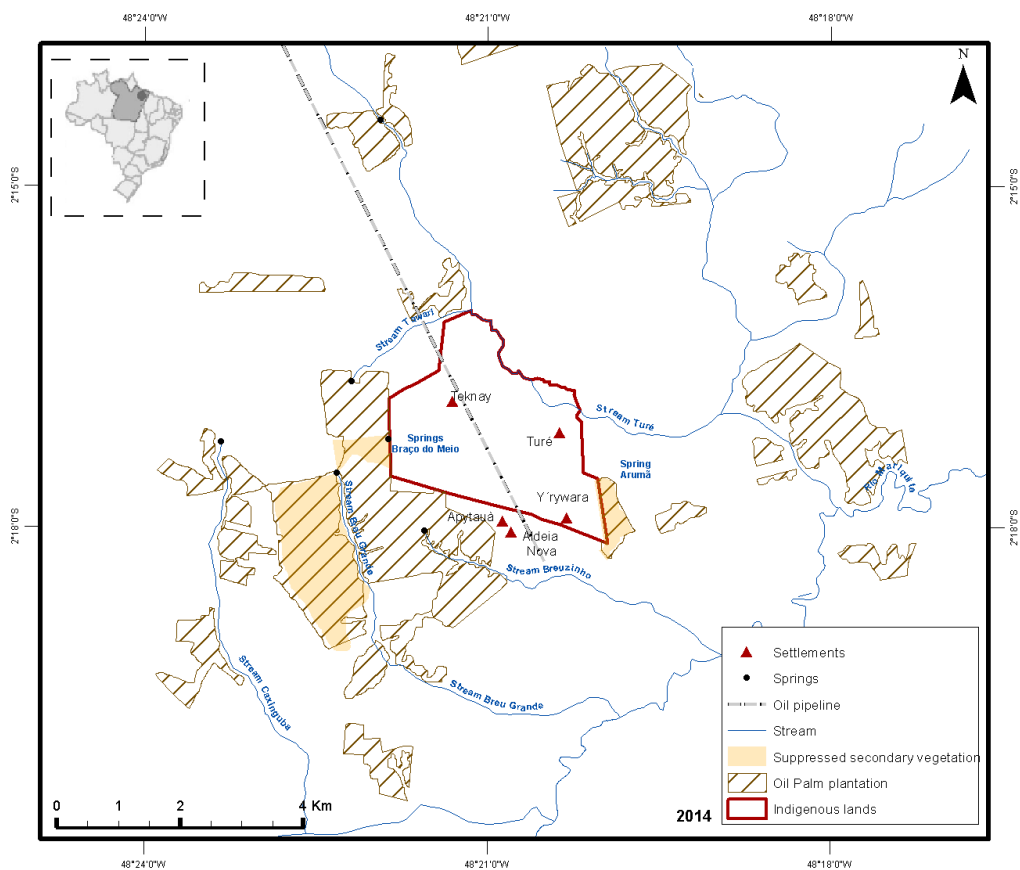 48°24'0"W
48°21'0"W
48°18'0"W
N
2°15'0"S
2°15'0"S
Stream Tawari
Teknay
Stream Turé
Turé
Springs
Braço do Meio
Spring
Arumã
Rio Mariquita
Y´rywara
Apytauá
Aldeia
Nova
2°18'0"S
2°18'0"S
Stream Breu Grande
Stream Breuzinho
Stream Caxinguba
Stream Breu Grande
Settlements
Springs
Oil pipeline
Stream
Suppressed secondary vegetation
Oil Palm plantation
Indigenous lands
2014
0 1 2 4 Km
48°24'0"W
48°21'0"W
48°18'0"W